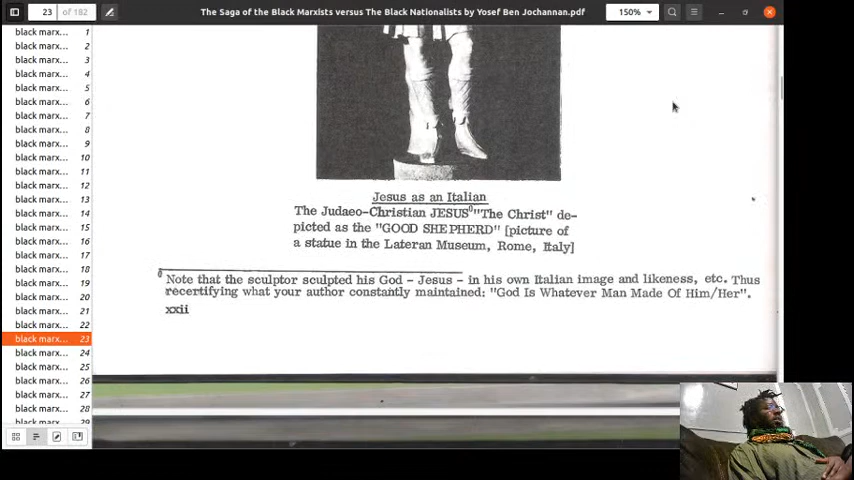 23 of 182
The Saga of the Black Marxists versus The Black Nationalists by Yosef Ben Jochannan.pdf
150%
black marx... 1
black marx... 2
black marx... 3
black marx... 4
black marx... 5
black marx... 6
black marx... 7
black marx... 8
black marx... 9
black marx... 10
black marx... 11
black marx... 12
black marx... 13
black marx... 14
black marx... 15
black marx... 16
black marx... 17
black marx... 18
black marx... 19
black marx... 20
black marx... 21
black marx... 22
black marx... 23
black marx... 24
black marx... 25
black marx... 26
black marx... 27
black marx... 28
black marx... 29
Jesus as an Italian
The Judaeo-Christian JESUS⁰"The Christ" de-
picted as the "GOOD SHEPHERD" [picture of
a statue in the Lateran Museum, Rome, Italy]
⁰ Note that the sculptor sculpted his God - Jesus - in his own Italian image and likeness, etc. Thus
recertifying what your author constantly maintained: "God Is Whatever Man Made Of Him/Her".
xxii